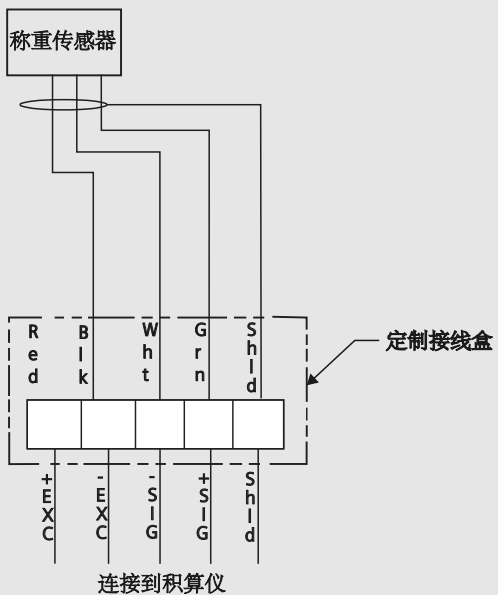 称重传感器
Red
Blk
Wht
Grn
Shld
定制接线盒
+EXC
-EXC
-SIG
+SIG
Shld
连接到积算仪